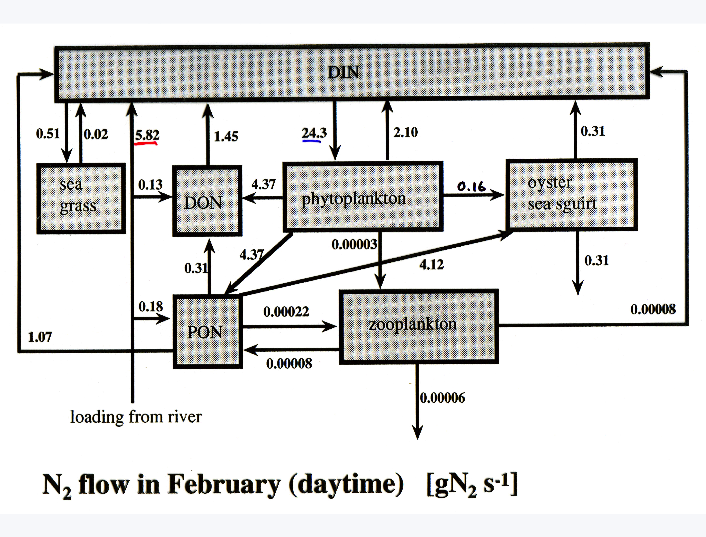 DIN
0.51
0.02
5.82
1.45
24.3
2.10
0.31
sea
grass
0.13
DON
4.37
phytoplankton
0.16
oyster
sea sguirt
0.31
4.37
0.00003
4.12
0.31
0.18
PON
0.00022
zooplankton
0.00008
1.07
0.00008
0.00006
loading from river
N₂ flow in February (daytime) [gN₂ s⁻¹]